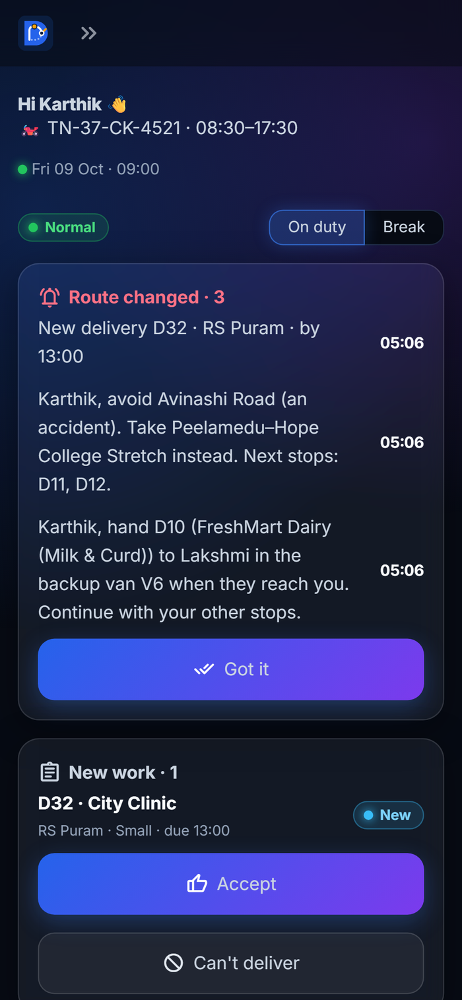 Hi Karthik 👋
🏍️ TN-37-CK-4521 · 08:30–17:30
Fri 09 Oct · 09:00
Normal
On duty
Break
Route changed · 3
New delivery D32 · RS Puram · by
13:00
05:06
Karthik, avoid Avinashi Road (an
accident). Take Peelamedu–Hope
College Stretch instead. Next stops:
D11, D12.
05:06
Karthik, hand D10 (FreshMart Dairy
(Milk & Curd)) to Lakshmi in the
backup van V6 when they reach you.
Continue with your other stops.
05:06
Got it
New work · 1
D32 · City Clinic
RS Puram · Small · due 13:00
New
Accept
Can't deliver